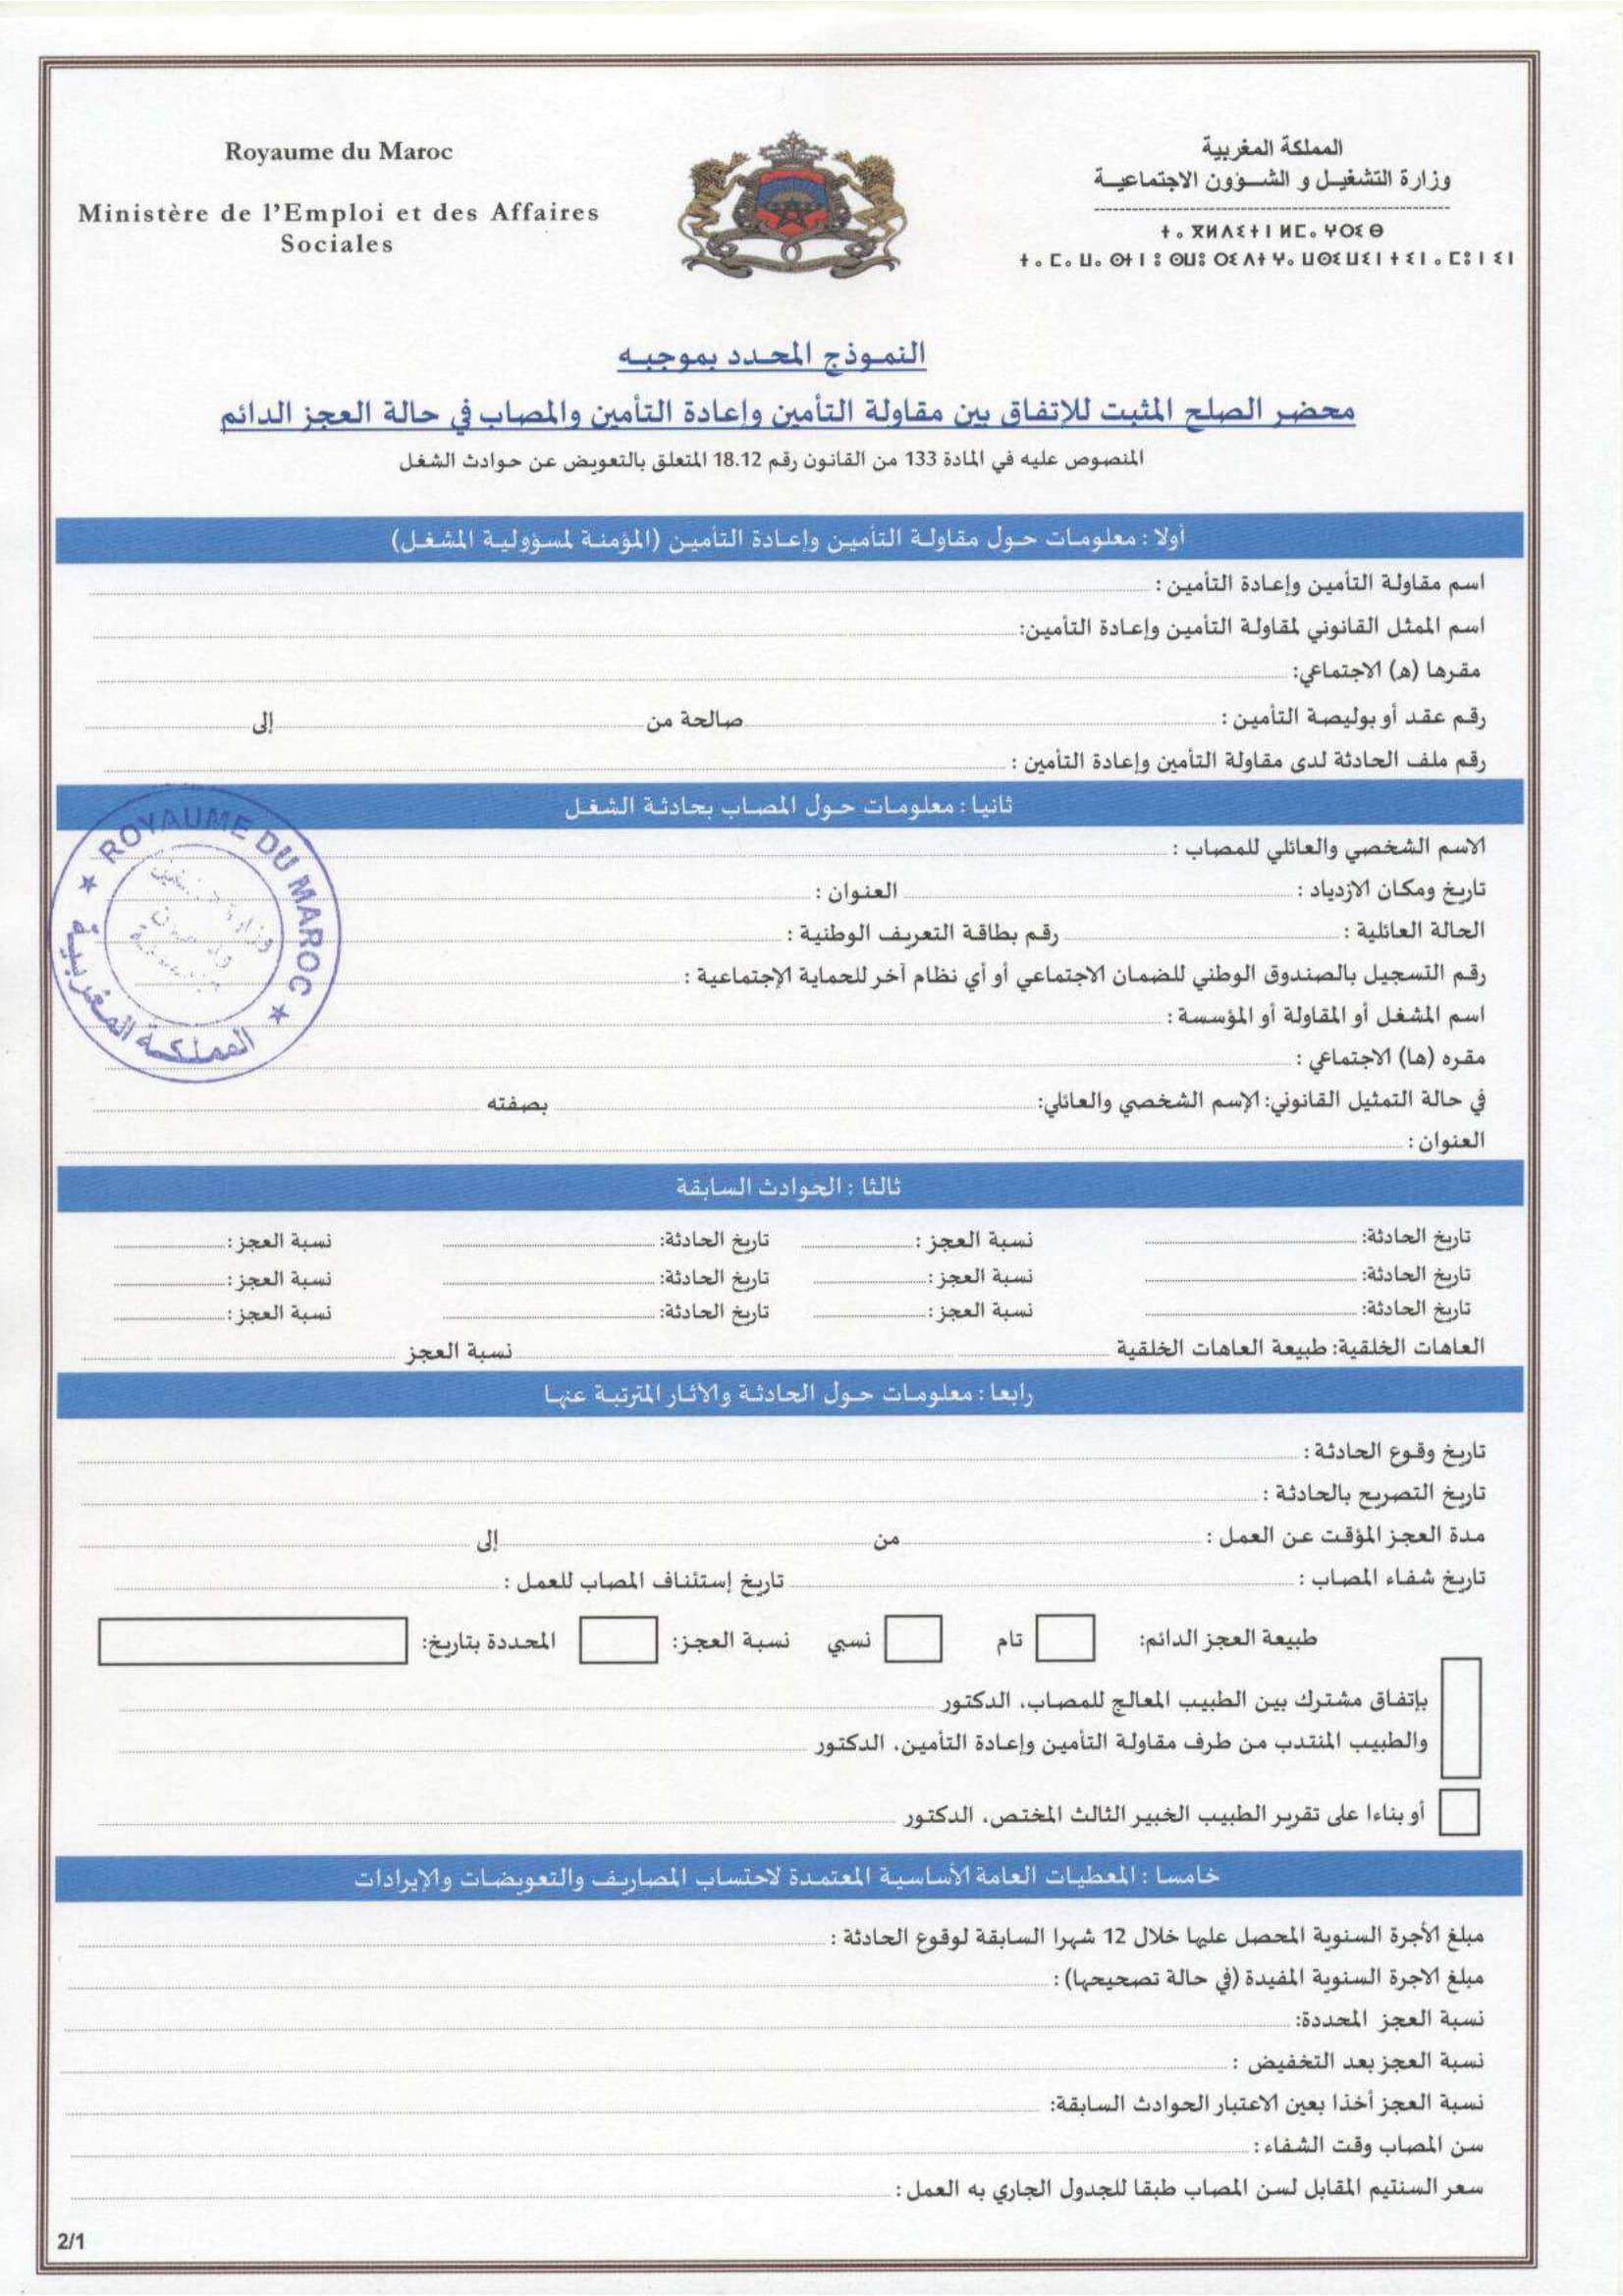 Royaume du Maroc
Ministère de l'Emploi et des Affaires
Sociales
المملكة المغربية
وزارة التشغيل و الشؤون الاجتماعية
ⵜⴰⴳⵍⴷⵉⵜ ⵏ ⵍⵎⴰⵖⵔⵉⴱ
النموذج المحدد بموجبه
محضر الصلح المثبت للاتفاق بين مقاولة التأمين وإعادة التأمين والمصاب في حالة العجز الدائم
المنصوص عليه في المادة 133 من القانون رقم 18.12 المتعلق بالتعويض عن حوادث الشغل
أولا : معلومات حول مقاولة التأمين وإعادة التأمين (المؤمنة لمسؤولية المشغل)
اسم مقاولة التأمين وإعادة التأمين :
اسم الممثل القانوني لمقاولة التأمين وإعادة التأمين:
مقرها (ه) الاجتماعي:
رقم عقد أو بوليصة التأمين : صالحة من إلى
رقم ملف الحادثة لدى مقاولة التأمين وإعادة التأمين :
ثانيا : معلومات حول المصاب بحادثة الشغل
الاسم الشخصي والعائلي للمصاب :
تاريخ ومكان الازدياد : العنوان :
الحالة العائلية : رقم بطاقة التعريف الوطنية :
رقم التسجيل بالصندوق الوطني للضمان الاجتماعي أو أي نظام آخر للحماية الإجتماعية :
اسم المشغل أو المقاولة أو المؤسسة :
مقره (ها) الاجتماعي :
في حالة التمثيل القانوني: الإسم الشخصي والعائلي: بصفته
العنوان :
ROYAUME DU MAROC
المملكة المغربية
ثالثا : الحوادث السابقة
تاريخ الحادثة: نسبة العجز : تاريخ الحادثة: نسبة العجز :
تاريخ الحادثة: نسبة العجز : تاريخ الحادثة: نسبة العجز :
تاريخ الحادثة: نسبة العجز : تاريخ الحادثة: نسبة العجز :
العاهات الخلقية: طبيعة العاهات الخلقية نسبة العجز
رابعا : معلومات حول الحادثة والأثار المترتبة عنها
تاريخ وقوع الحادثة :
تاريخ التصريح بالحادثة :
مدة العجز المؤقت عن العمل : من إلى
تاريخ شفاء المصاب : تاريخ إستئناف المصاب للعمل :
طبيعة العجز الدائم: تام نسبي نسبة العجز: المحددة بتاريخ:
بإتفاق مشترك بين الطبيب المعالج للمصاب، الدكتور
والطبيب المنتدب من طرف مقاولة التأمين وإعادة التأمين، الدكتور
أو بناءا على تقرير الطبيب الخبير الثالث المختص، الدكتور
خامسا : المعطيات العامة الأساسية المعتمدة لاحتساب المصاريف والتعويضات والإيرادات
مبلغ الأجرة السنوية المحصل عليها خلال 12 شهرا السابقة لوقوع الحادثة :
مبلغ الاجرة السنوية المفيدة (في حالة تصحيحها) :
نسبة العجز المحددة:
نسبة العجز بعد التخفيض :
نسبة العجز أخذا بعين الاعتبار الحوادث السابقة:
سن المصاب وقت الشفاء :
سعر السنتيم المقابل لسن المصاب طبقا للجدول الجاري به العمل :
2/1